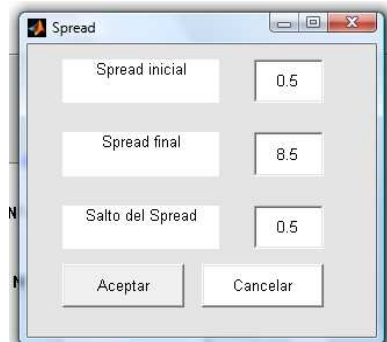 Spread
Spread inicial 0.5
Spread final 8.5
N
Salto del Spread 0.5
N
Aceptar Cancelar